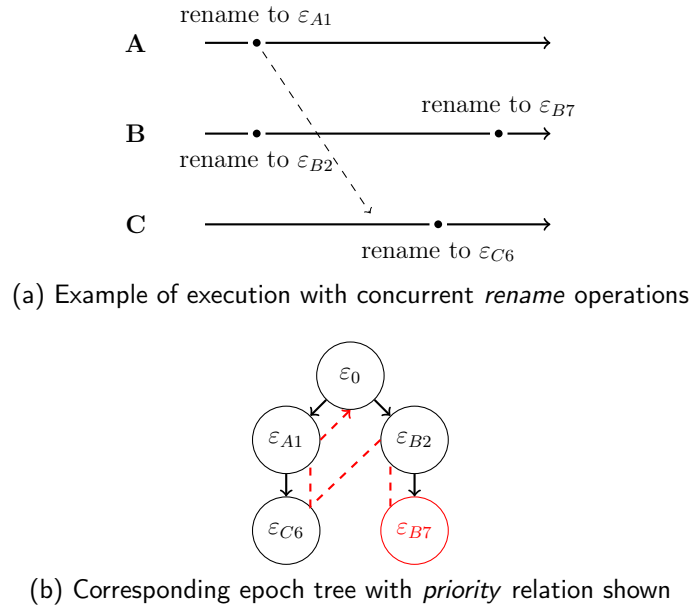 rename to ε_A1
A
rename to ε_B7
B
rename to ε_B2
C
rename to ε_C6
(a) Example of execution with concurrent rename operations
ε_0
ε_A1 ε_B2
ε_C6 ε_B7
(b) Corresponding epoch tree with priority relation shown